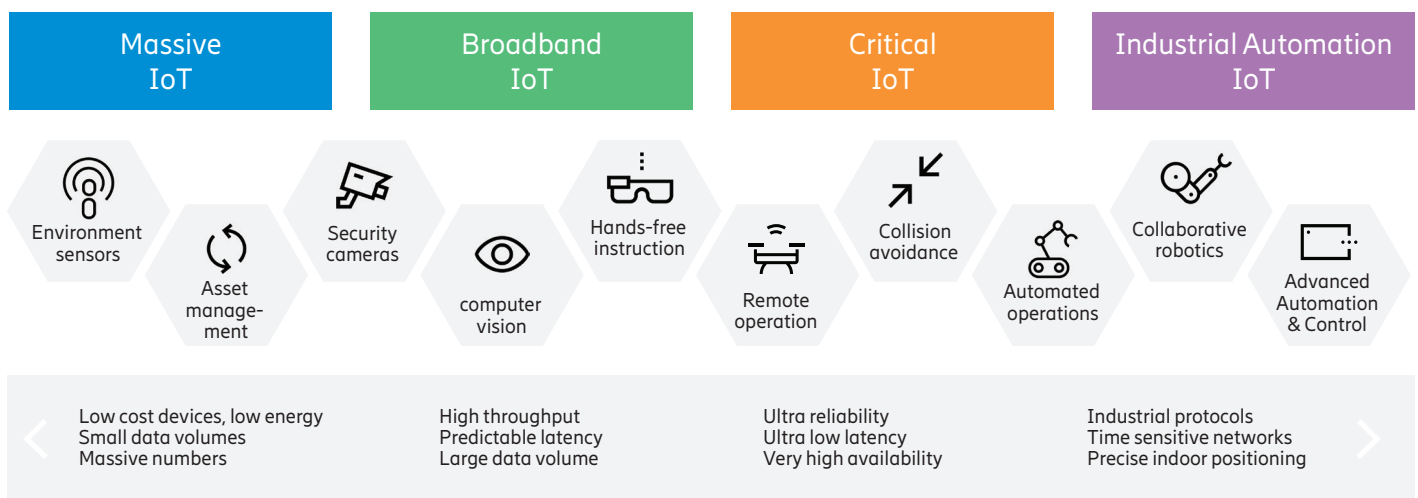 Massive
IoT
Broadband
IoT
Critical
IoT
Industrial Automation
IoT
Environment
sensors
Asset
manage-
ment
Security
cameras
computer
vision
Hands-free
instruction
Remote
operation
Collision
avoidance
Automated
operations
Collaborative
robotics
Advanced
Automation
& Control
Low cost devices, low energy
Small data volumes
Massive numbers
High throughput
Predictable latency
Large data volume
Ultra reliability
Ultra low latency
Very high availability
Industrial protocols
Time sensitive networks
Precise indoor positioning